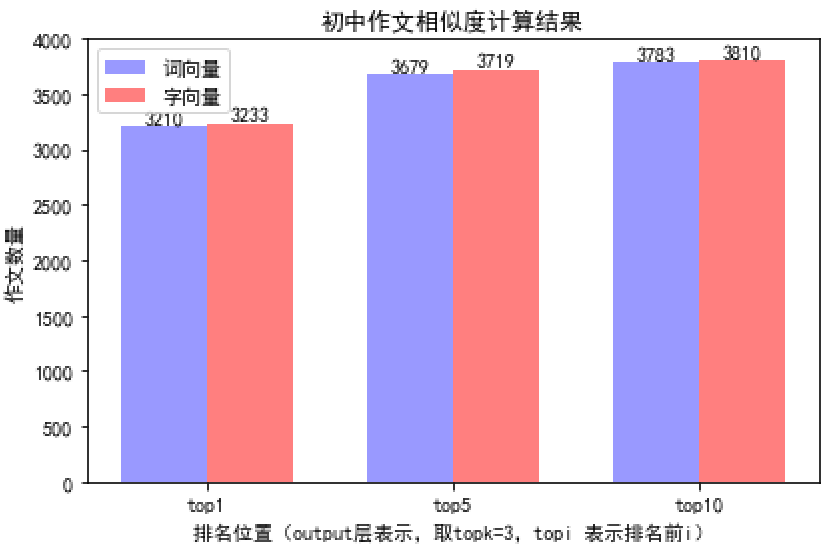 初中作文相似度计算结果
词向量
字向量
4000
3500
3000
2500
2000
1500
1000
500
0
作文数量
3210
3233
3679
3719
3783
3810
top1
top5
top10
排名位置（output层表示，取topk=3，topi 表示排名前i）